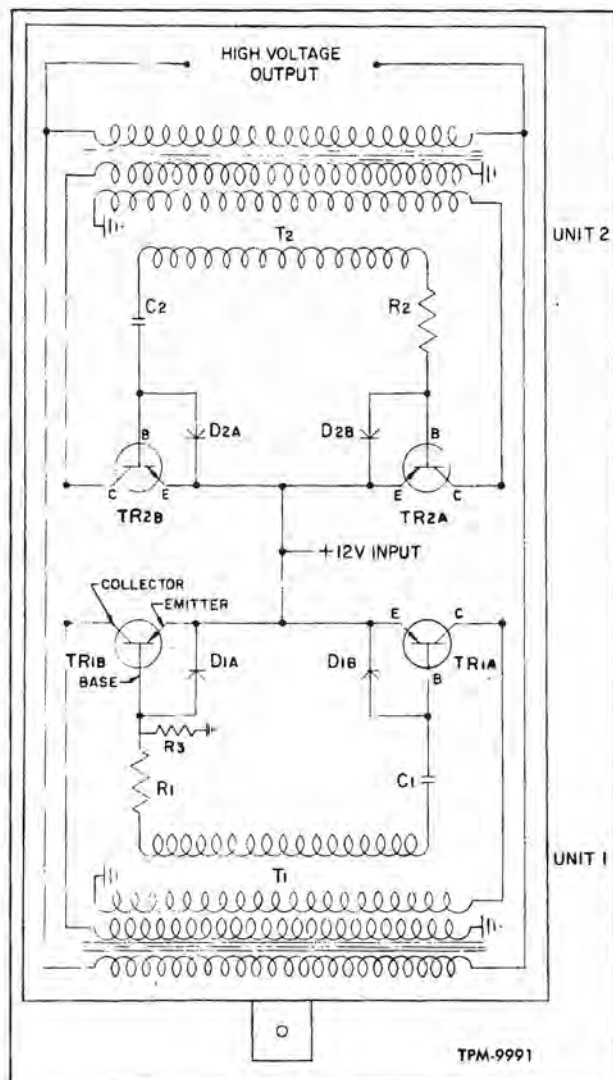 HIGH VOLTAGE
OUTPUT
UNIT 2
T2
C2
R2
D2A
D2B
B
B
C
E
E
C
TR2B
TR2A
+12V INPUT
COLLECTOR
EMITTER
E
C
TR1B
D1A
D1B
TR1A
BASE
B
R3
R1
C1
T1
UNIT 1
TPM-9991